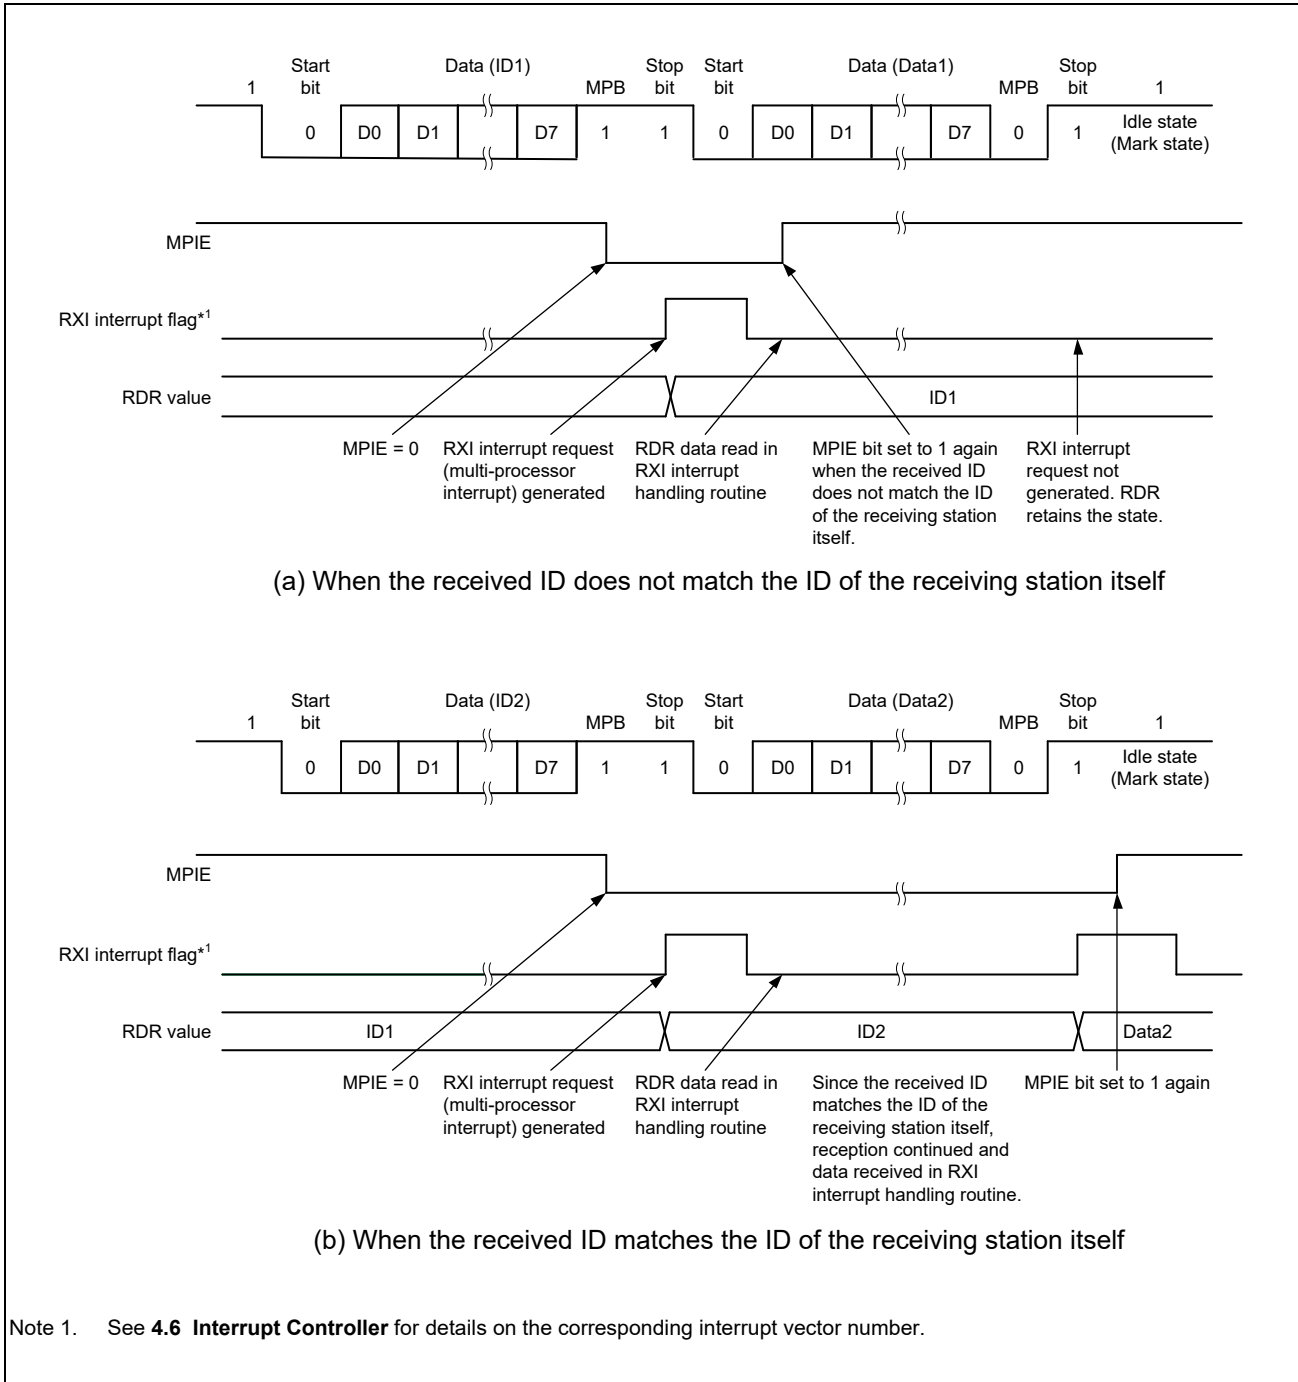 Start Data (ID1) Stop Start Data (Data1) Stop
1 bit MPB bit bit MPB bit 1
0 D0 D1 D7 1 1 0 D0 D1 D7 0 1 Idle state
(Mark state)
MPIE
RXI interrupt flag*1
RDR value ID1
MPIE = 0
RXI interrupt request
(multi-processor
interrupt) generated
RDR data read in
RXI interrupt
handling routine
MPIE bit set to 1 again
when the received ID
does not match the ID
of the receiving station
itself.
RXI interrupt
request not
generated. RDR
retains the state.
(a) When the received ID does not match the ID of the receiving station itself
Start Data (ID2) Stop Start Data (Data2) Stop
1 bit MPB bit bit MPB bit 1
0 D0 D1 D7 1 1 0 D0 D1 D7 0 1 Idle state
(Mark state)
MPIE
RXI interrupt flag*1
RDR value ID1 ID2 Data2
MPIE = 0
RXI interrupt request
(multi-processor
interrupt) generated
RDR data read in
RXI interrupt
handling routine
Since the received ID
matches the ID of the
receiving station itself,
reception continued and
data received in RXI
interrupt handling routine.
MPIE bit set to 1 again
(b) When the received ID matches the ID of the receiving station itself
Note 1. See 4.6 Interrupt Controller for details on the corresponding interrupt vector number.